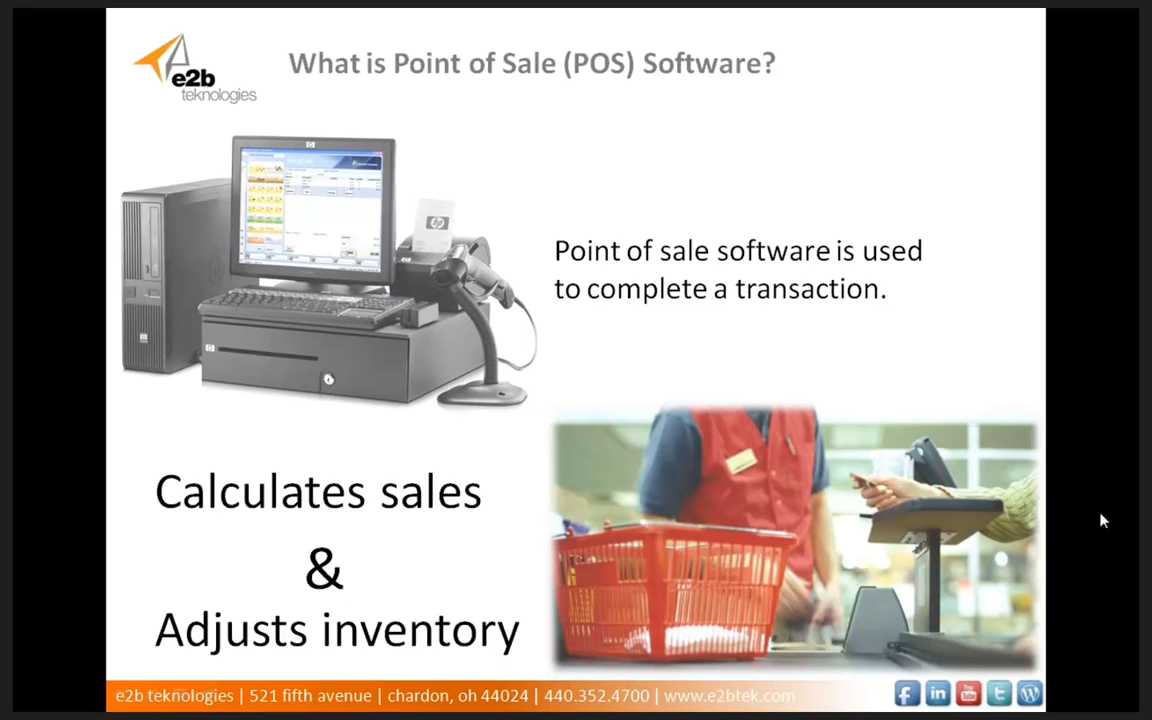 e2b
teknologies
What is Point of Sale (POS) Software?
Point of sale software is used
to complete a transaction.
Calculates sales
&
Adjusts inventory
e2b teknologies | 521 fifth avenue | chardon, oh 44024 | 440.352.4700 | www.e2btek.com